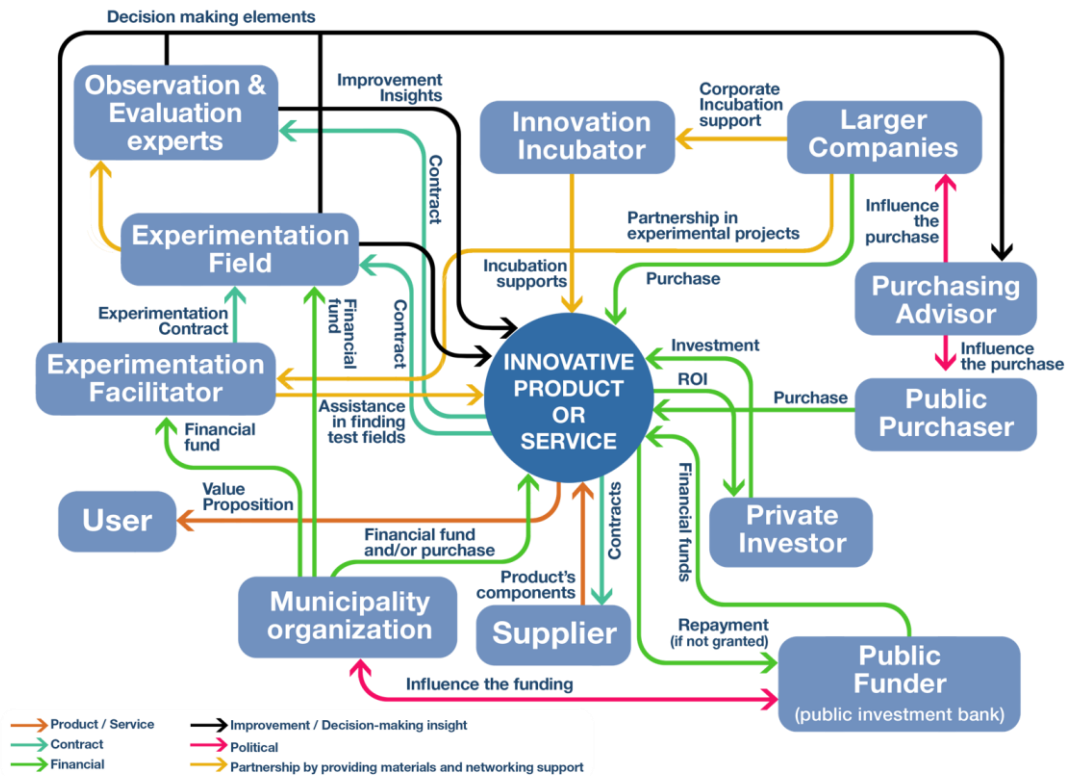 Decision making elements
Observation &
Evaluation
experts
Improvement
Insights
Contract
Innovation
Incubator
Corporate
Incubation
support
Larger
Companies
Experimentation
Field
Partnership in
experimental projects
Influence
the
purchase
Incubation
supports
Purchase
Purchasing
Advisor
Experimentation
Contract
Financial
fund
Contract
Experimentation
Facilitator
INNOVATIVE
PRODUCT
OR
SERVICE
Investment
ROI
Influence
the purchase
Purchase
Public
Purchaser
Assistance
in finding
test fields
Financial
fund
User
Value
Proposition
Financial fund
and/or purchase
Contracts
Financial funds
Private
Investor
Product's
components
Municipality
organization
Supplier
Repayment
(if not granted)
Public
Funder
(public investment bank)
Influence the funding
Product / Service
Contract
Financial
Improvement / Decision-making insight
Political
Partnership by providing materials and networking support